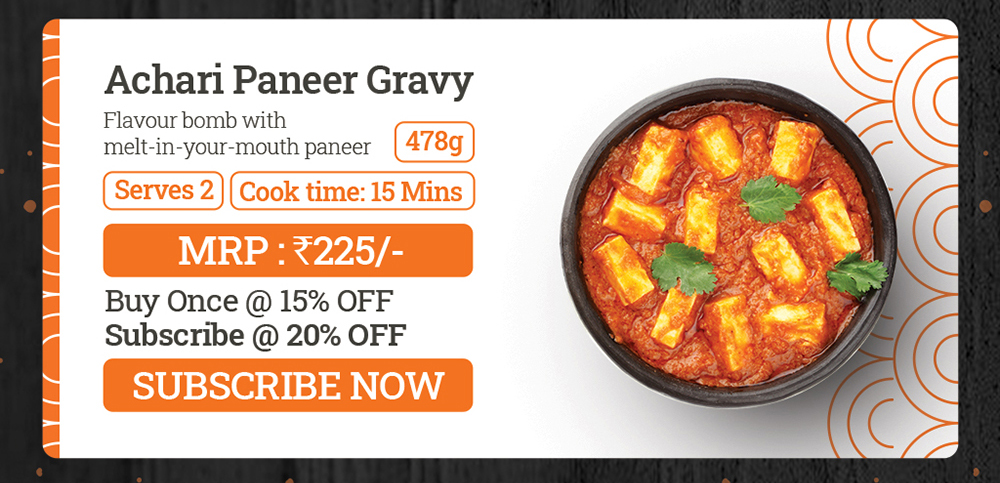 Achari Paneer Gravy
Flavour bomb with
melt-in-your-mouth paneer
478g
Serves 2
Cook time: 15 Mins
MRP : ₹225/-
Buy Once @ 15% OFF
Subscribe @ 20% OFF
SUBSCRIBE NOW